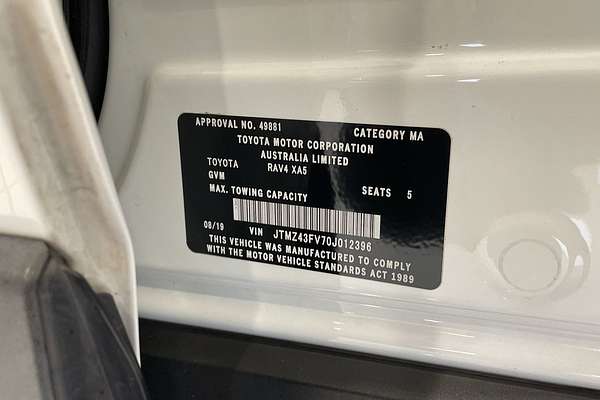 APPROVAL NO. 49881 CATEGORY MA
TOYOTA MOTOR CORPORATION
AUSTRALIA LIMITED
TOYOTA RAV4 XA5
GVM SEATS 5
MAX. TOWING CAPACITY
08/19 VIN JTMZ43FV70J012396
THIS VEHICLE WAS MANUFACTURED TO COMPLY
WITH THE MOTOR VEHICLE STANDARDS ACT 1989